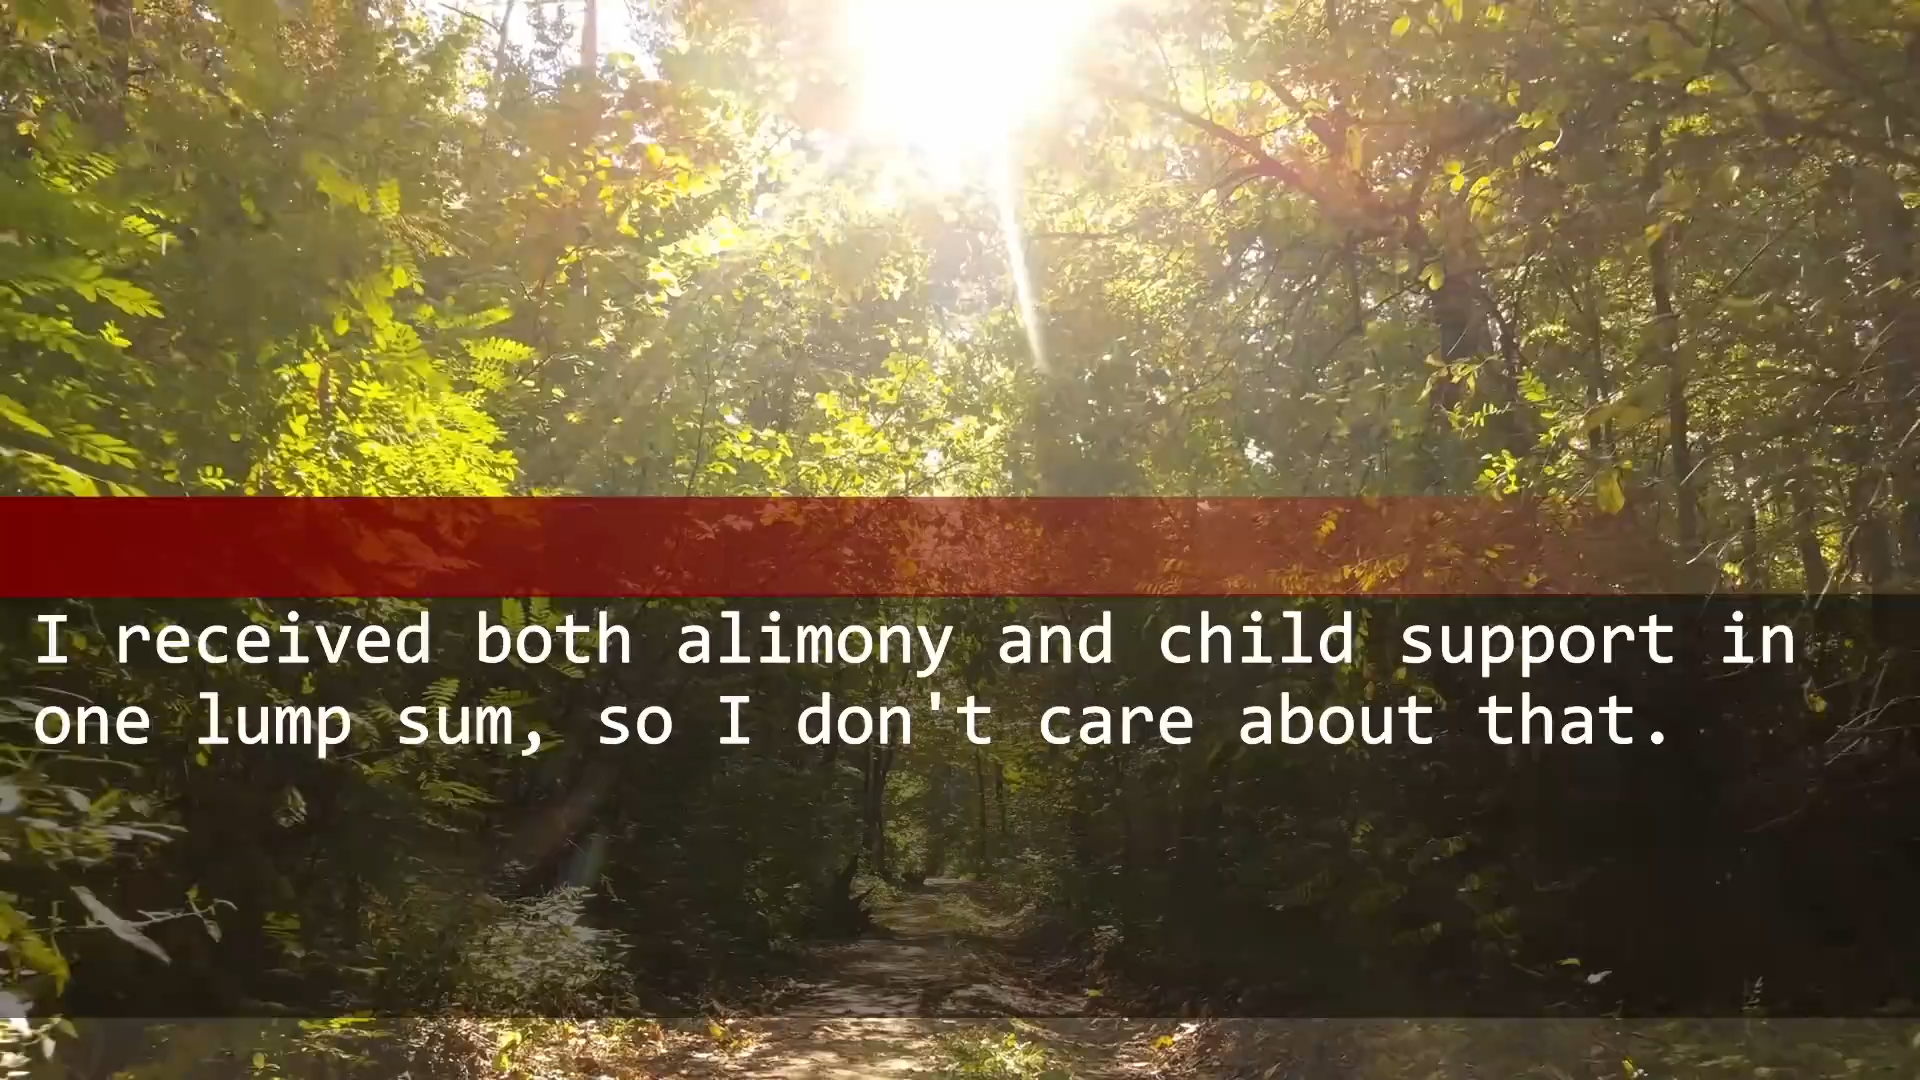 I received both alimony and child support in
one lump sum, so I don't care about that.